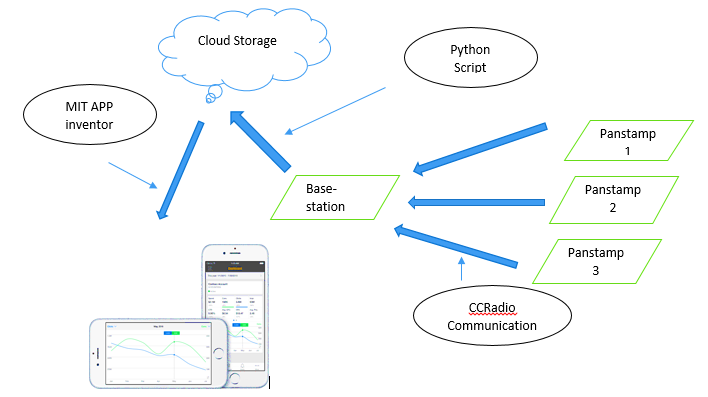 Cloud Storage
Python
Script
MIT APP
inventor
Panstamp
1
Base-
station
Panstamp
2
Panstamp
3
CCRadio
Communication